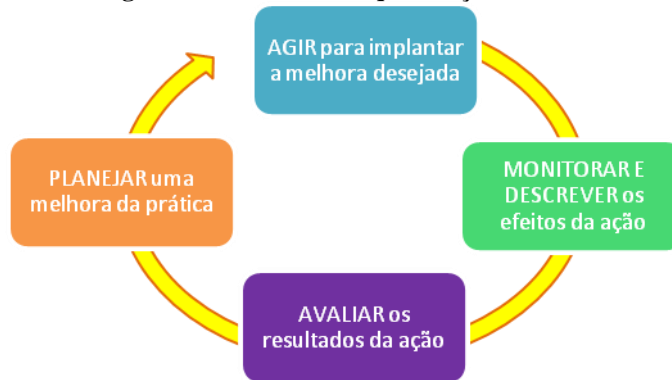 AGIR para implantar
a melhora desejada
MONITORAR E
DESCREVER os
efeitos da ação
AVALIAR os
resultados da ação
PLANEJAR uma
melhora da prática